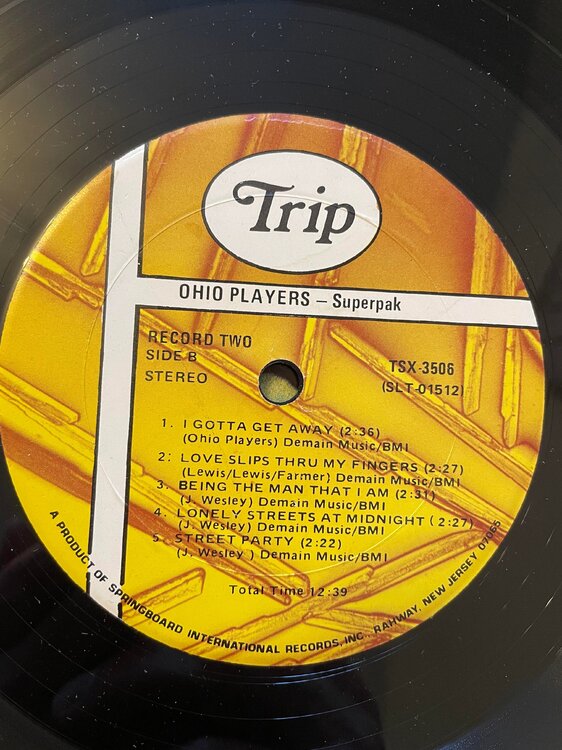 Trip
OHIO PLAYERS – Superpak
RECORD TWO
SIDE B
STEREO
TSX-3506
(SLT-01512)
1. I GOTTA GET AWAY (2:36)
(Ohio Players) Demain Music/BMI
2. LOVE SLIPS THRU MY FINGERS (2:27)
(Lewis/Lewis/Farmer) Demain Music/BMI
3. BEING THE MAN THAT I AM (2:31)
(J. Wesley) Demain Music/BMI
4. LONELY STREETS AT MIDNIGHT (2:27)
(J. Wesley) Demain Music/BMI
5. STREET PARTY (2:22)
(J. Wesley ) Demain Music/BMI
Total Time 12:39
A PRODUCT OF SPRINGBOARD INTERNATIONAL RECORDS, INC., RAHWAY, NEW JERSEY 07065